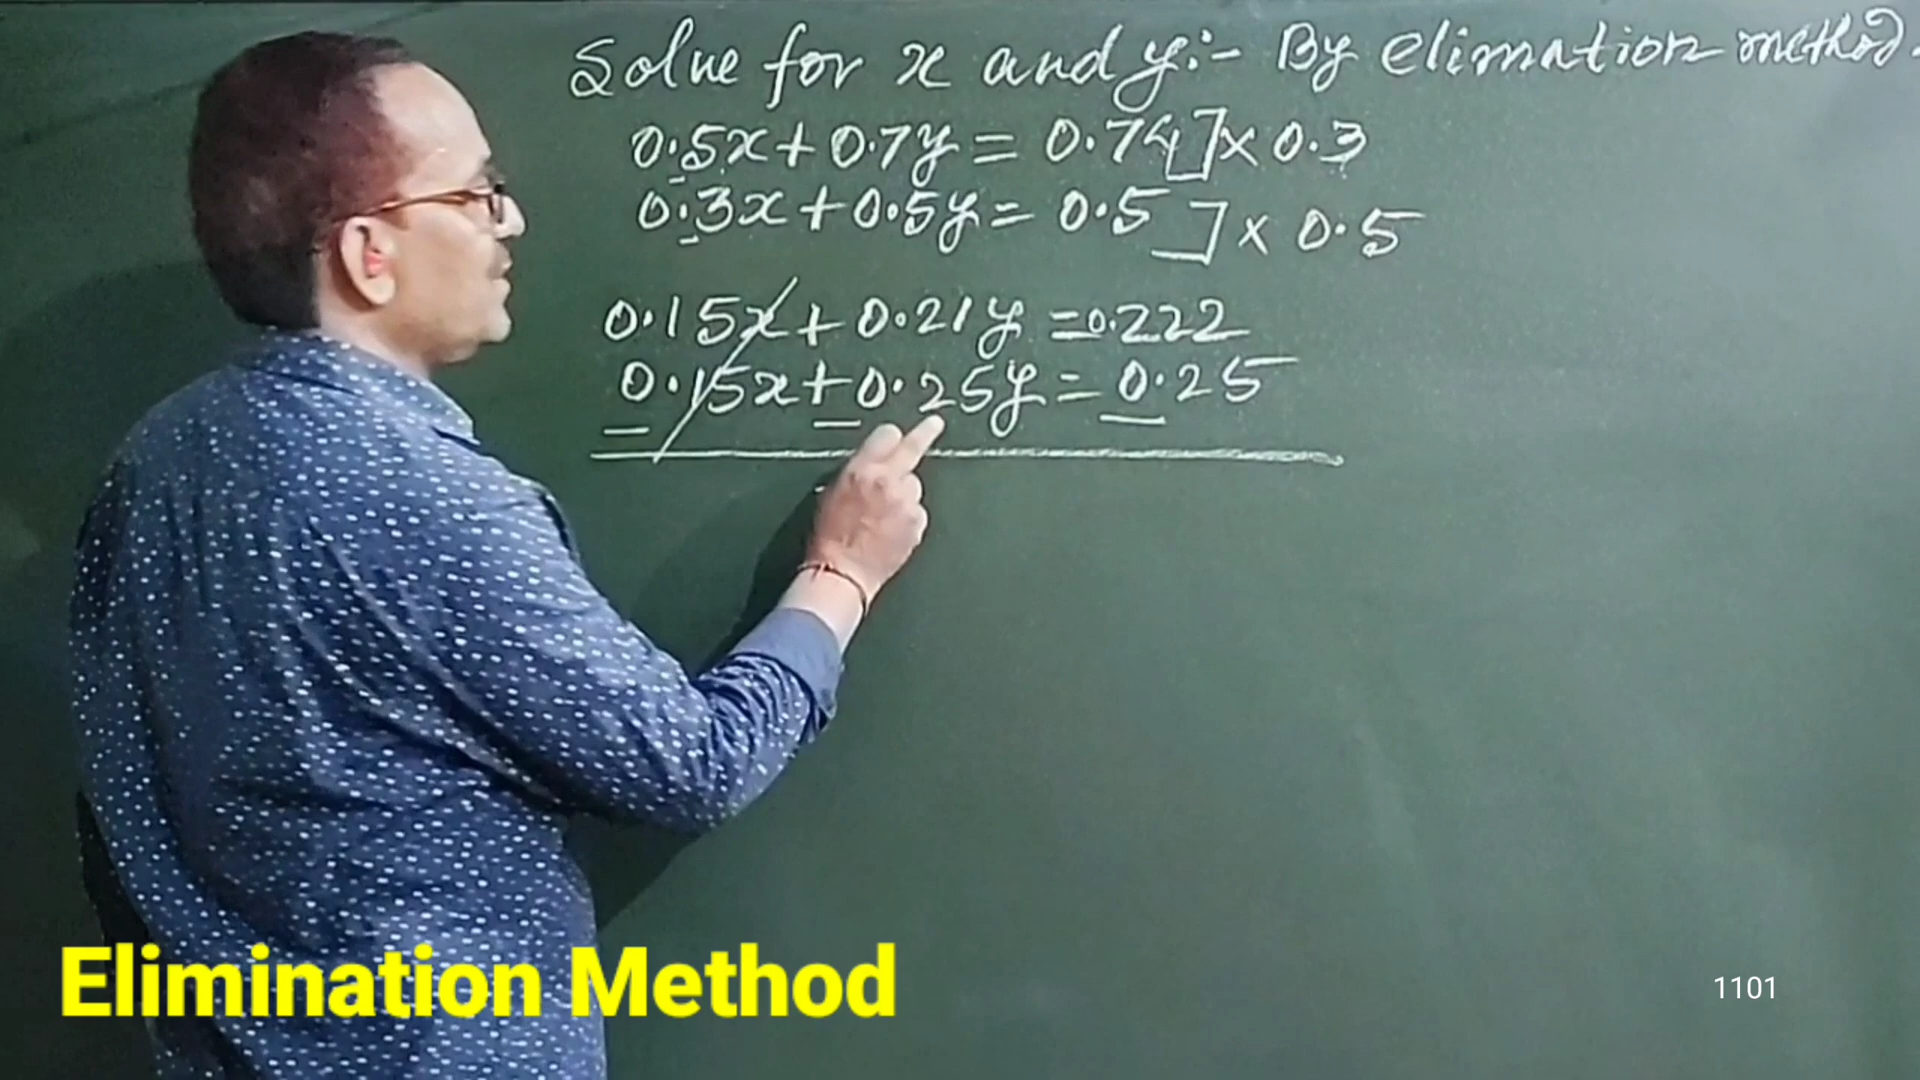 Solve for x and y:- By elimination method.
0.5x + 0.7y = 0.74] × 0.3
0.3x + 0.5y = 0.5] × 0.5
0.15x + 0.21y = 0.222
0.15x + 0.25y = 0.25
Elimination Method
1101